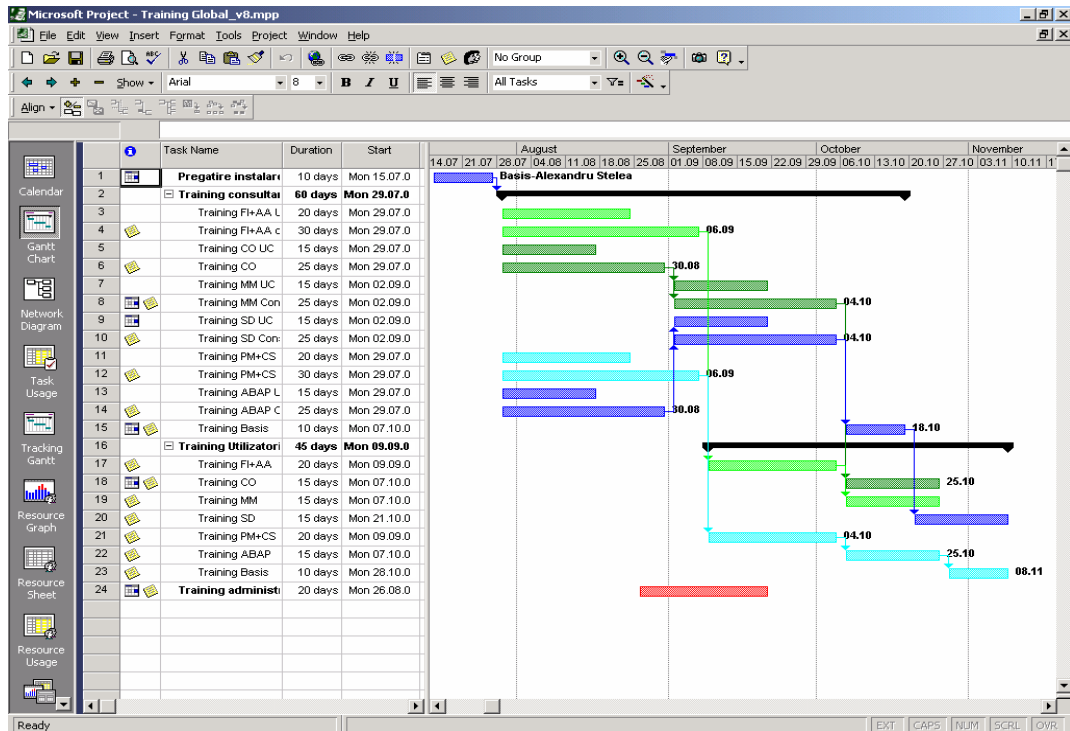 Microsoft Project - Training Global_v8.mpp
File Edit View Insert Format Tools Project Window Help
No Group
Show Arial 8 B I U All Tasks
Align
Task Name Duration Start
August September October November
14.07 21.07 28.07 04.08 11.08 18.08 25.08 01.09 08.09 15.09 22.09 29.09 06.10 13.10 20.10 27.10 03.11 10.11 1
Calendar
Gantt Chart
Network Diagram
Task Usage
Tracking Gantt
Resource Graph
Resource Sheet
Resource Usage
1 Pregatire instalare 10 days Mon 15.07.0 Basis-Alexandru Stelea
2 Training consultan 60 days Mon 29.07.0
3 Training FI+AA U 20 days Mon 29.07.0
4 Training FI+AA c 30 days Mon 29.07.0 06.09
5 Training CO UC 15 days Mon 29.07.0
6 Training CO 25 days Mon 29.07.0 30.08
7 Training MM UC 15 days Mon 02.09.0
8 Training MM Con 25 days Mon 02.09.0 04.10
9 Training SD UC 15 days Mon 02.09.0
10 Training SD Con 25 days Mon 02.09.0 04.10
11 Training PM+CS 20 days Mon 29.07.0
12 Training PM+CS 30 days Mon 29.07.0 06.09
13 Training ABAP U 15 days Mon 29.07.0
14 Training ABAP C 25 days Mon 29.07.0 30.08
15 Training Basis 10 days Mon 07.10.0 18.10
16 Training Utilizatori 45 days Mon 09.09.0
17 Training FI+AA 20 days Mon 09.09.0
18 Training CO 15 days Mon 07.10.0 25.10
19 Training MM 15 days Mon 07.10.0
20 Training SD 15 days Mon 21.10.0
21 Training PM+CS 20 days Mon 09.09.0 04.10
22 Training ABAP 15 days Mon 07.10.0 25.10
23 Training Basis 10 days Mon 28.10.0 08.11
24 Training administ 20 days Mon 26.08.0
Ready EXT CAPS NUM SCRL OVR